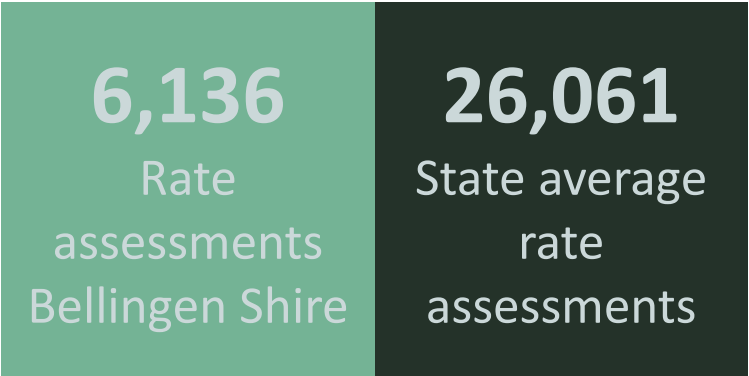 6,136
Rate
assessments
Bellingen Shire
26,061
State average
rate
assessments